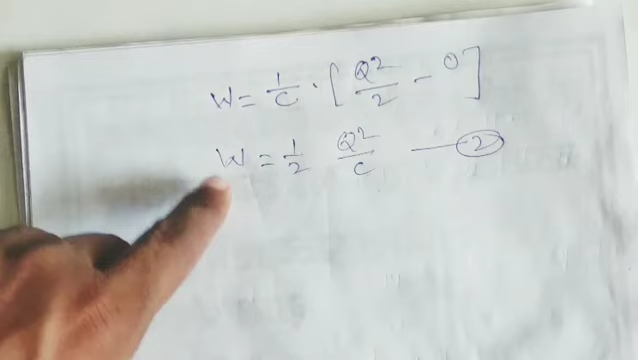 W = 1/C · [Q²/2 - 0]
W = 1/2 Q²/C —②